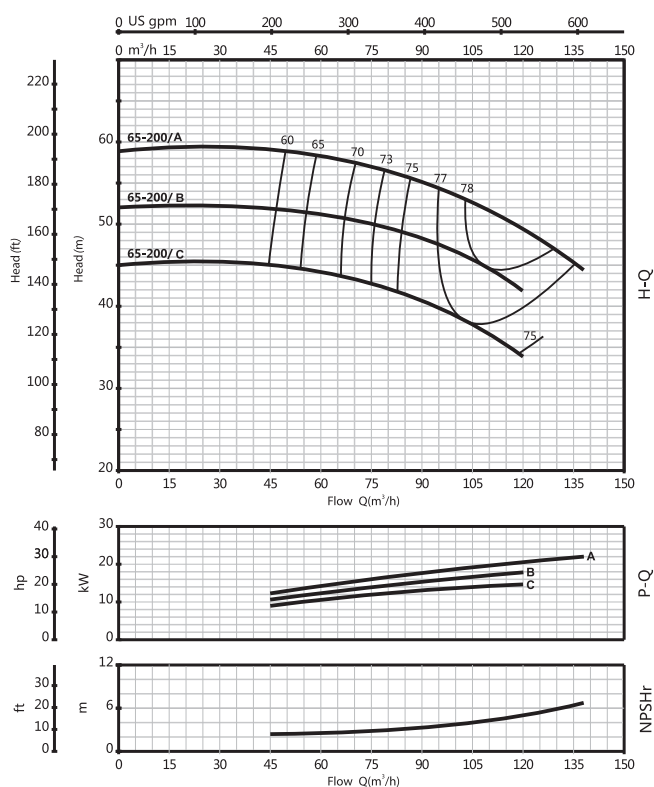 0 US gpm 100 200 300 400 500 600
0 m³/h 15 30 45 60 75 90 105 120 135 150
220
200
180
160
140
120
100
80
Head(ft)
60
50
40
30
20
Head(m)
65-200/A
65-200/ B
65-200/ C
60
65
70
73
75
77
78
75
H-Q
0 15 30 45 60 75 90 105 120 135 150
Flow Q(m³/h)
40
30
20
10
0
hp
30
20
10
0
kW
A
B
C
P-Q
30
20
10
0
ft
12
6
0
m
NPSHr
0 15 30 45 60 75 90 105 120 135 150
Flow Q(m³/h)